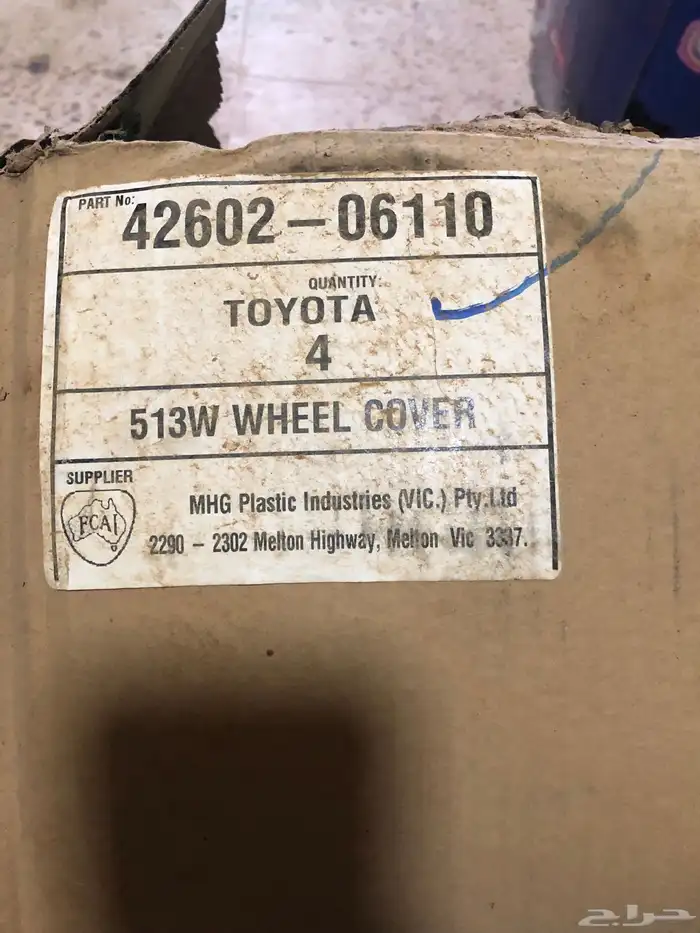 PART No:
42602-06110
QUANTITY:
TOYOTA
4
513W WHEEL COVER
SUPPLIER
FCAI
MHG Plastic Industries (VIC.) Pty.Ltd
2290 - 2302 Melton Highway, Melton Vic 3337.
حراج